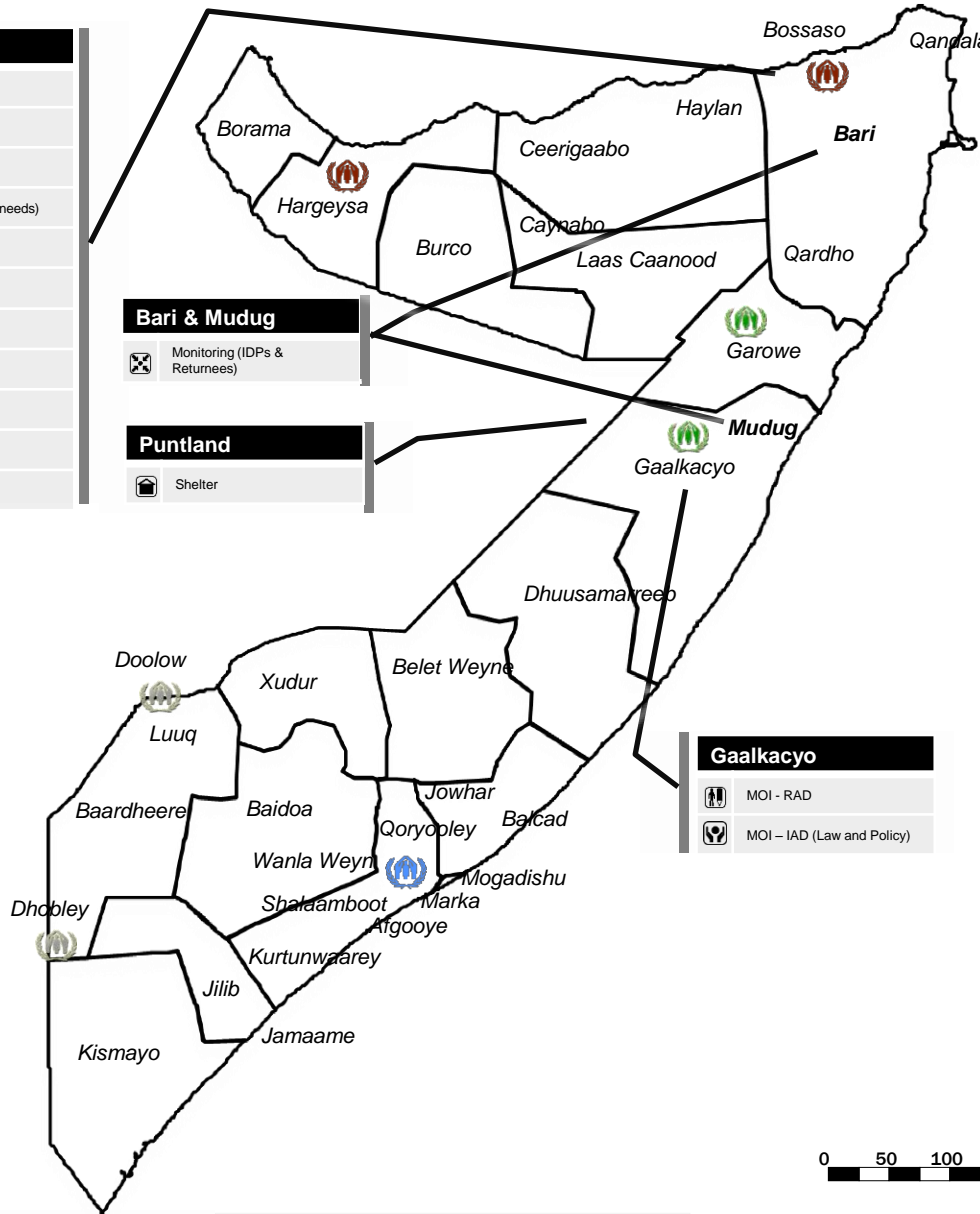 Bossaso
Qandala
Haylan
Borama
Bari
Ceerigaabo
needs)
Hargeysa
Caynabo
Burco
Laas Caanood
Qardho
Bari & Mudug
Monitoring (IDPs &
Returnees)
Garowe
Mudug
Puntland
Gaalkacyo
Shelter
Dhuusamarreeb
Doolow
Belet Weyne
Xudur
Luuq
Gaalkacyo
MOI - RAD
MOI – IAD (Law and Policy)
Jowhar
Baardheere
Baidoa
Balcad
Qoryooley
Wanla Weyn
Mogadishu
Shalaamboot
Marka
Dhobley
Afgooye
Kurtunwaarey
Jilib
Jamaame
Kismayo
0 50 100